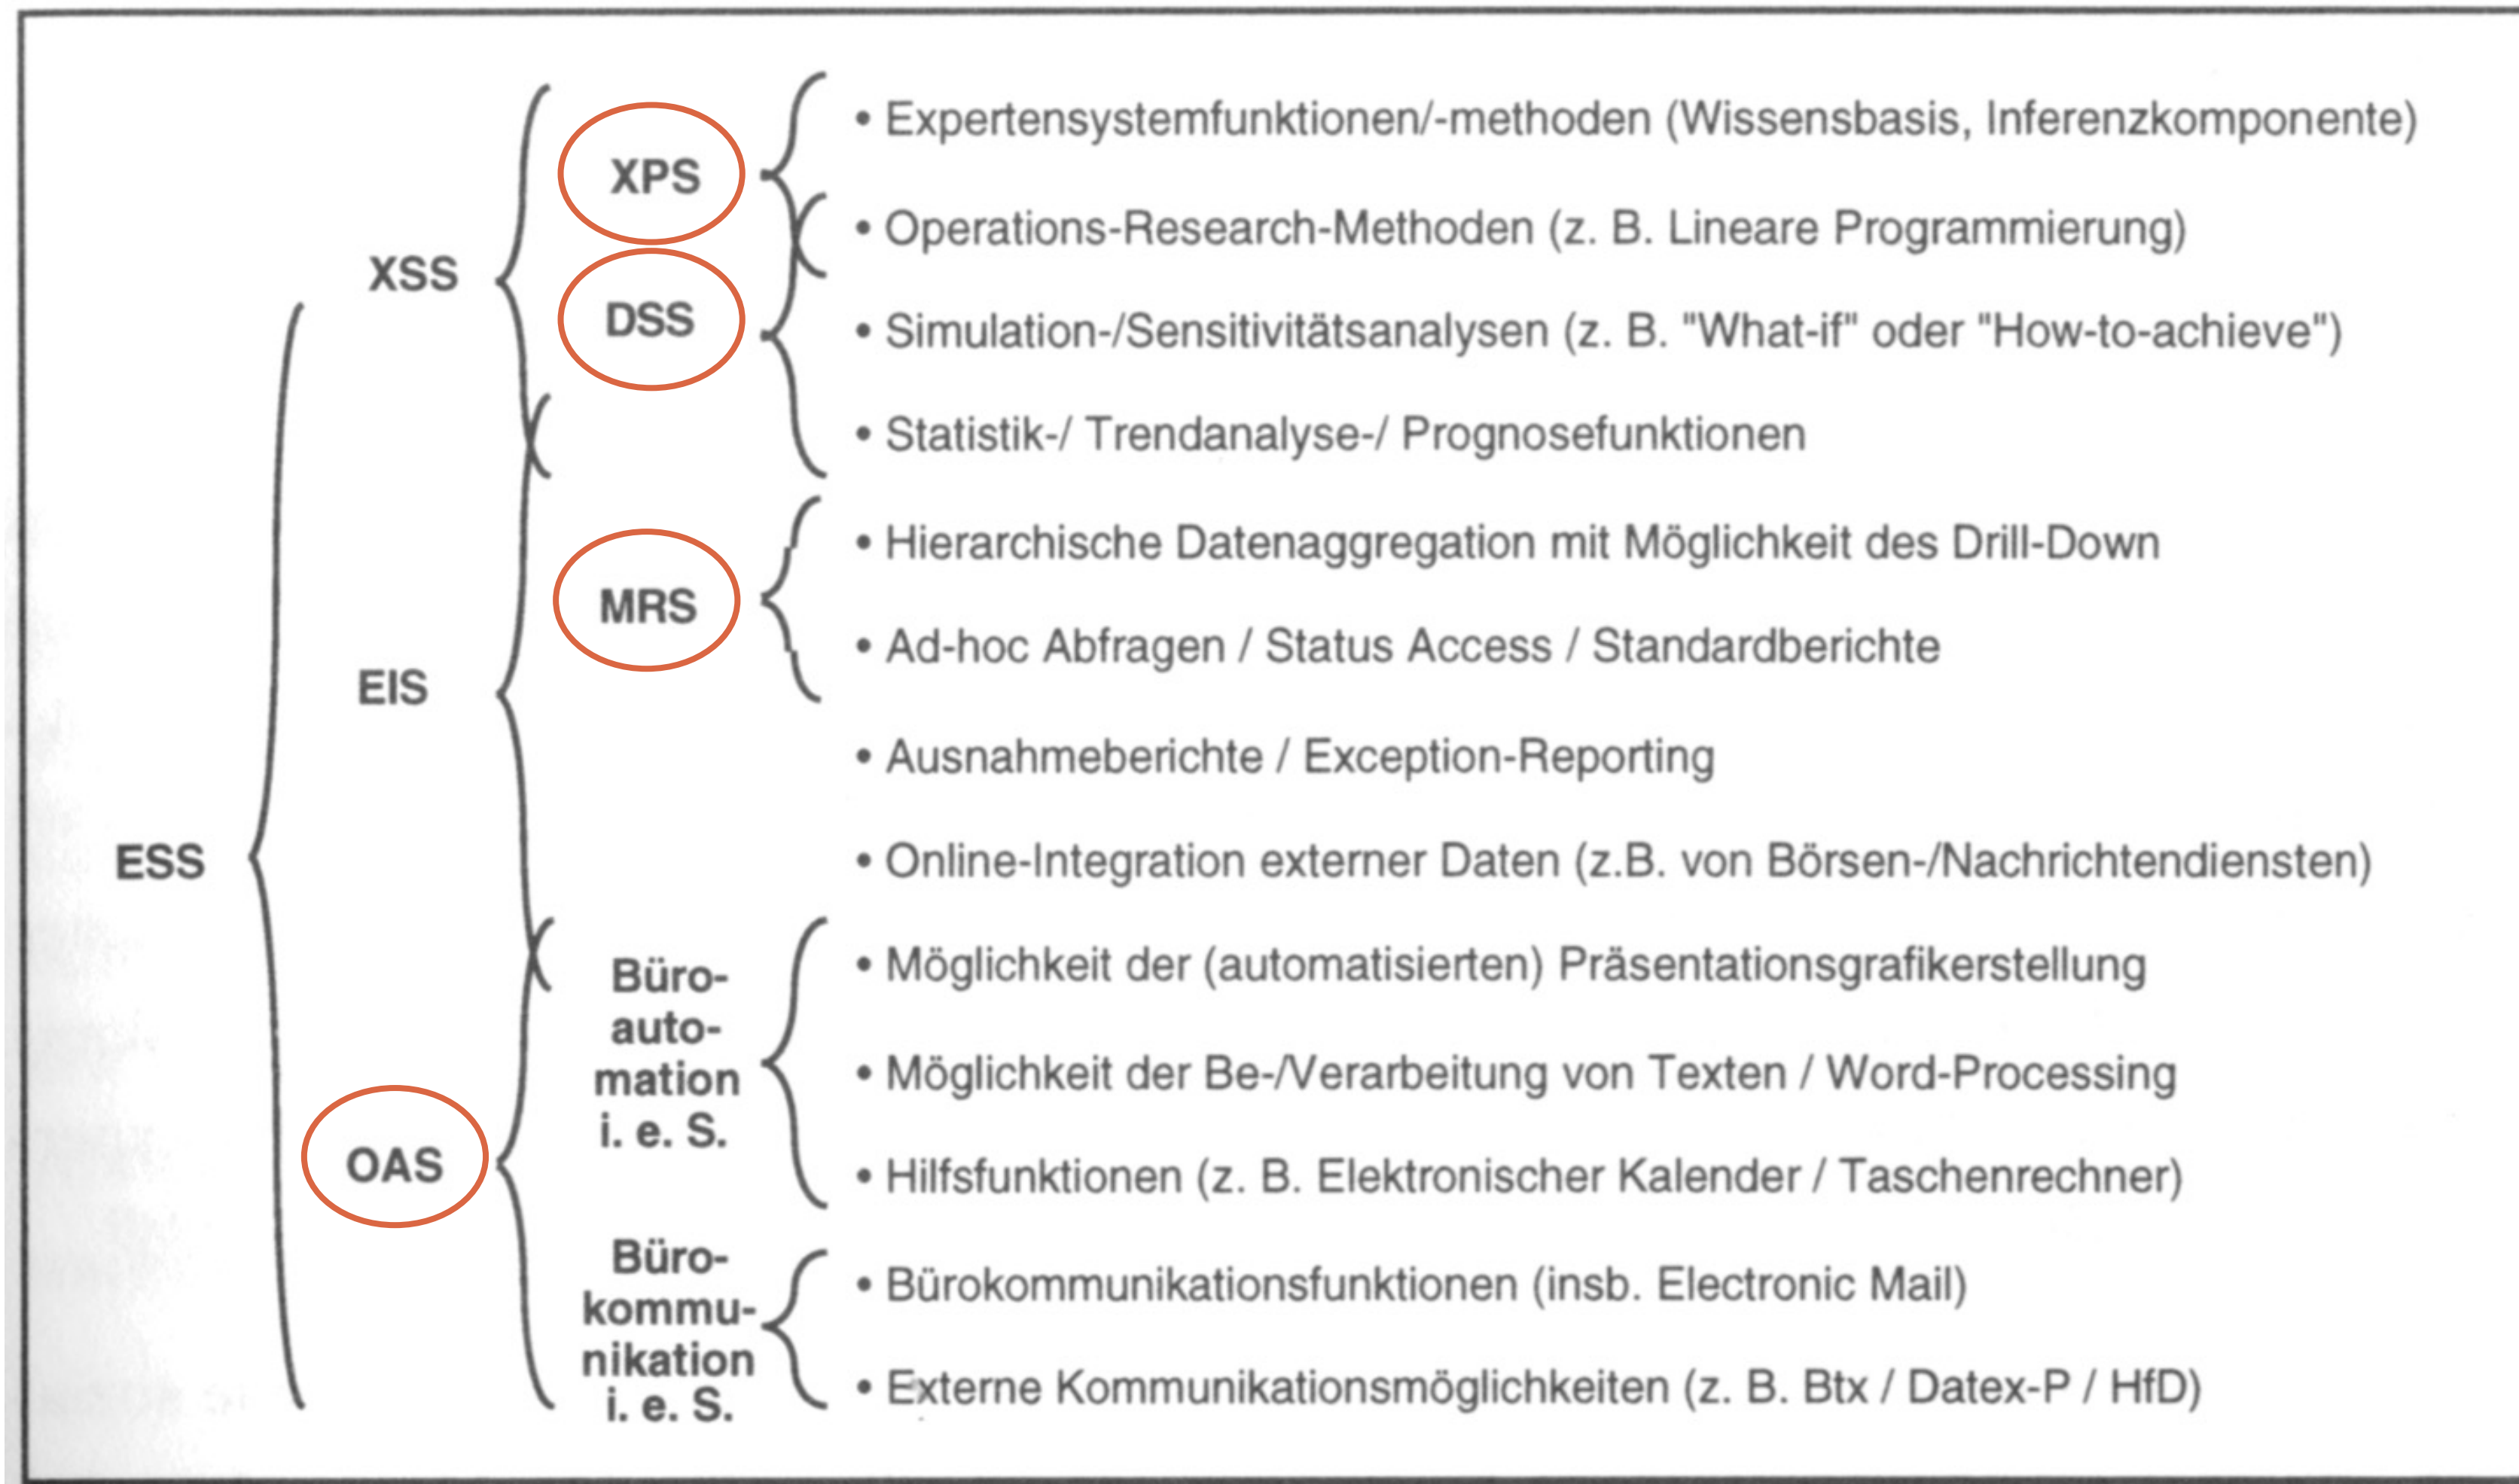 XPS
• Expertensystemfunktionen/-methoden (Wissensbasis, Inferenzkomponente)
• Operations-Research-Methoden (z. B. Lineare Programmierung)
XSS
DSS
• Simulation-/Sensitivitätsanalysen (z. B. "What-if" oder "How-to-achieve")
• Statistik-/ Trendanalyse-/ Prognosefunktionen
• Hierarchische Datenaggregation mit Möglichkeit des Drill-Down
MRS
• Ad-hoc Abfragen / Status Access / Standardberichte
EIS
• Ausnahmeberichte / Exception-Reporting
ESS
• Online-Integration externer Daten (z.B. von Börsen-/Nachrichtendiensten)
Büro-
auto-
mation
i. e. S.
• Möglichkeit der (automatisierten) Präsentationsgrafikerstellung
• Möglichkeit der Be-/Verarbeitung von Texten / Word-Processing
OAS
• Hilfsfunktionen (z. B. Elektronischer Kalender / Taschenrechner)
Büro-
kommu-
nikation
i. e. S.
• Bürokommunikationsfunktionen (insb. Electronic Mail)
• Externe Kommunikationsmöglichkeiten (z. B. Btx / Datex-P / HfD)